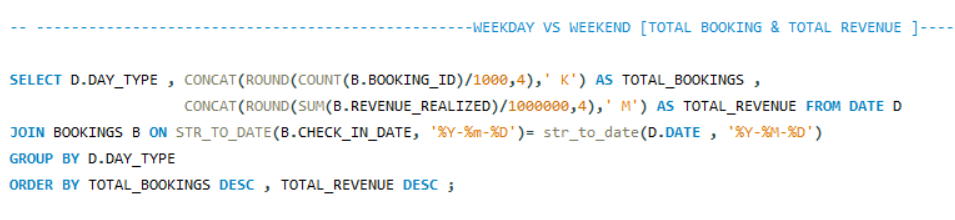 -- --------------------------------------------------WEEKDAY VS WEEKEND [TOTAL BOOKING & TOTAL REVENUE ]----
SELECT D.DAY_TYPE , CONCAT(ROUND(COUNT(B.BOOKING_ID)/1000,4),' K') AS TOTAL_BOOKINGS ,
CONCAT(ROUND(SUM(B.REVENUE_REALIZED)/1000000,4),' M') AS TOTAL_REVENUE FROM DATE D
JOIN BOOKINGS B ON STR_TO_DATE(B.CHECK_IN_DATE, '%Y-%m-%D')= str_to_date(D.DATE , '%Y-%M-%D')
GROUP BY D.DAY_TYPE
ORDER BY TOTAL_BOOKINGS DESC , TOTAL_REVENUE DESC ;